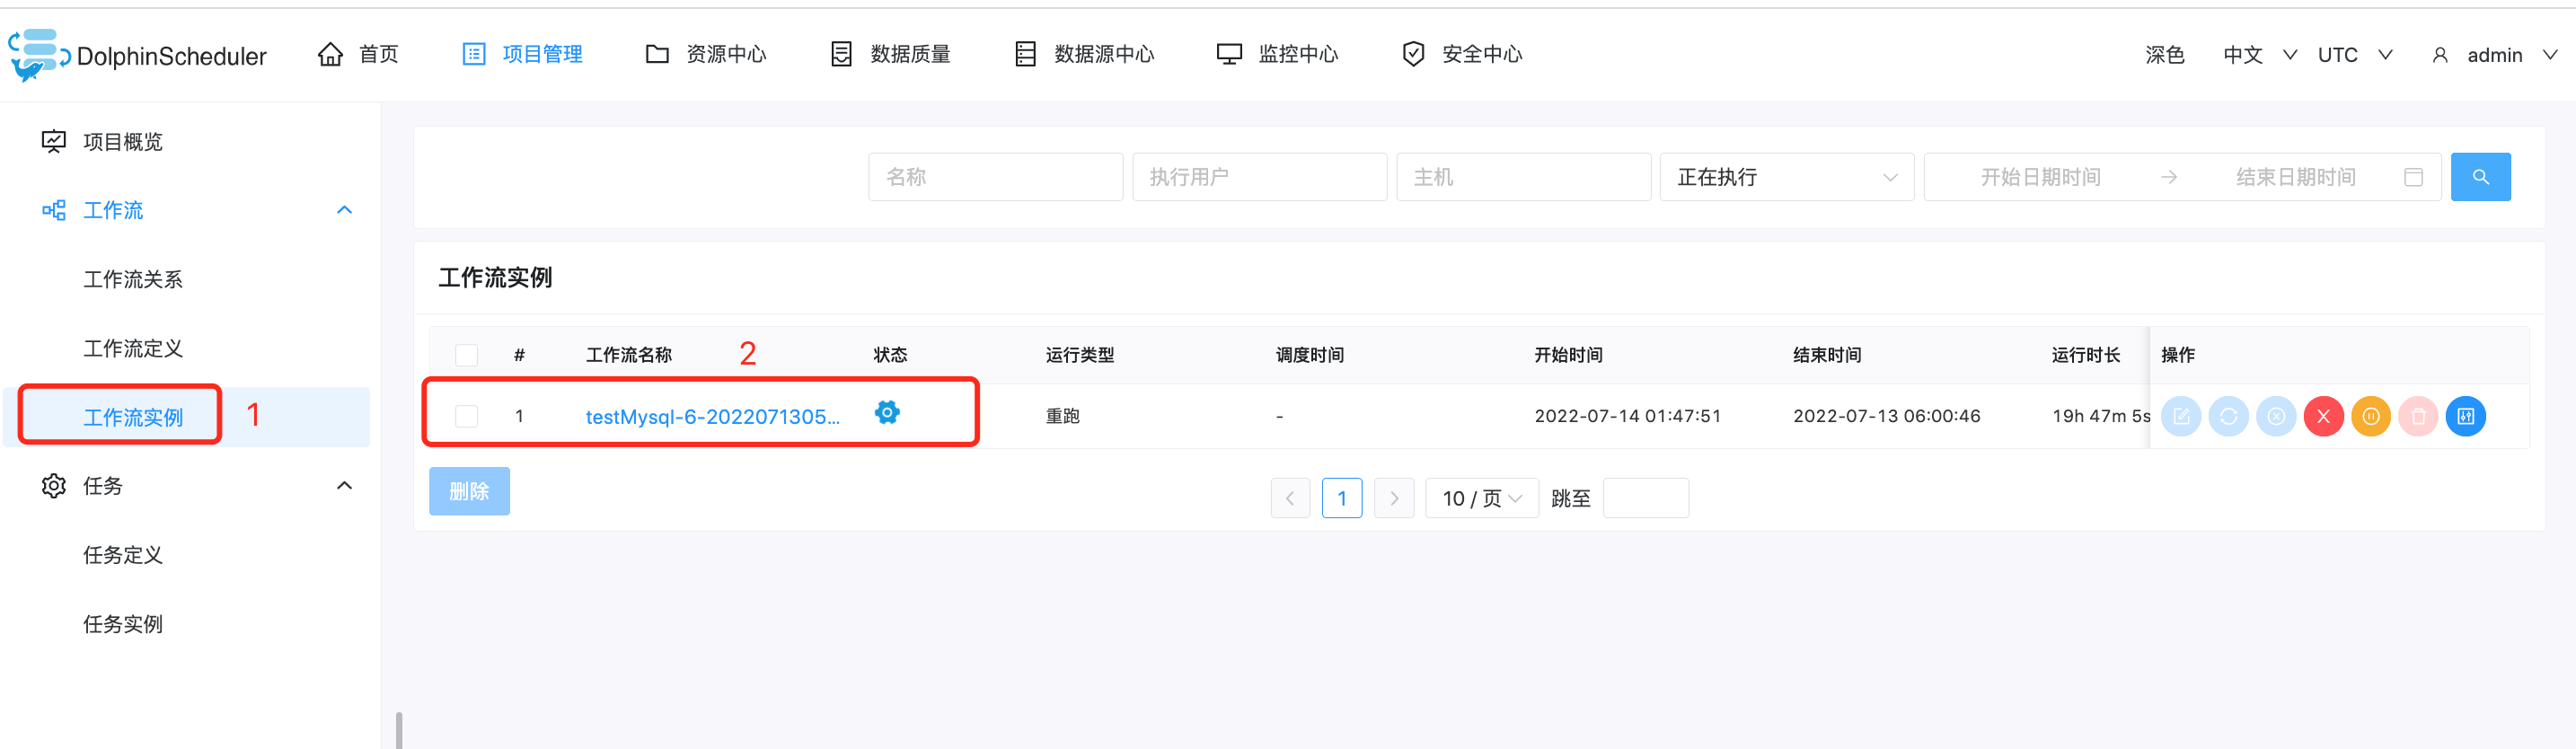 DolphinScheduler 首页 项目管理 资源中心 数据质量 数据源中心 监控中心 安全中心 深色 中文 UTC admin
项目概览
工作流
工作流关系
工作流定义
工作流实例 1
任务
任务定义
任务实例
名称 执行用户 主机 正在执行 开始日期时间 结束日期时间
工作流实例
# 工作流名称 2 状态 运行类型 调度时间 开始时间 结束时间 运行时长 操作
1 testMysql-6-2022071305... 重跑 - 2022-07-14 01:47:51 2022-07-13 06:00:46 19h 47m 5s
删除 1 10 / 页 跳至